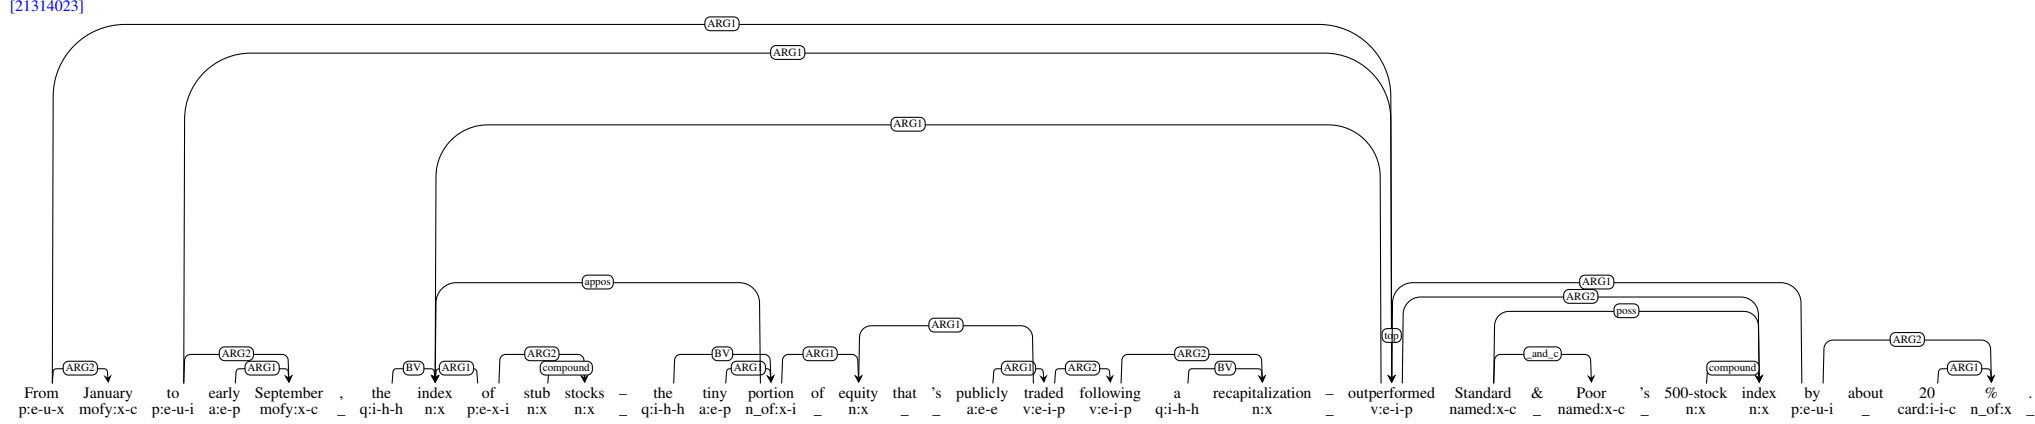 [21314023]
ARG1
ARG1
ARG1
appos ARG1
ARG2
ARG1 top poss
ARG2 ARG2 BV ARG2 _and_c ARG2
ARG2 ARG1 BV ARG1 compound ARG1 ARG1 ARG2 BV compound ARG1
From January to early September , the index of stub stocks – the tiny portion of equity that 's publicly traded following a recapitalization – outperformed Standard & Poor 's 500-stock index by about 20 % .
p:e-u-x mofy:x-c p:e-u-i a:e-p mofy:x-c _ q:i-h-h n:x p:e-x-i n:x n:x _ q:i-h-h a:e-p n_of:x-i _ n:x _ _ a:e-e v:e-i-p v:e-i-p q:i-h-h n:x _ v:e-i-p named:x-c _ named:x-c _ n:x n:x p:e-u-i _ card:i-i-c n_of:x _